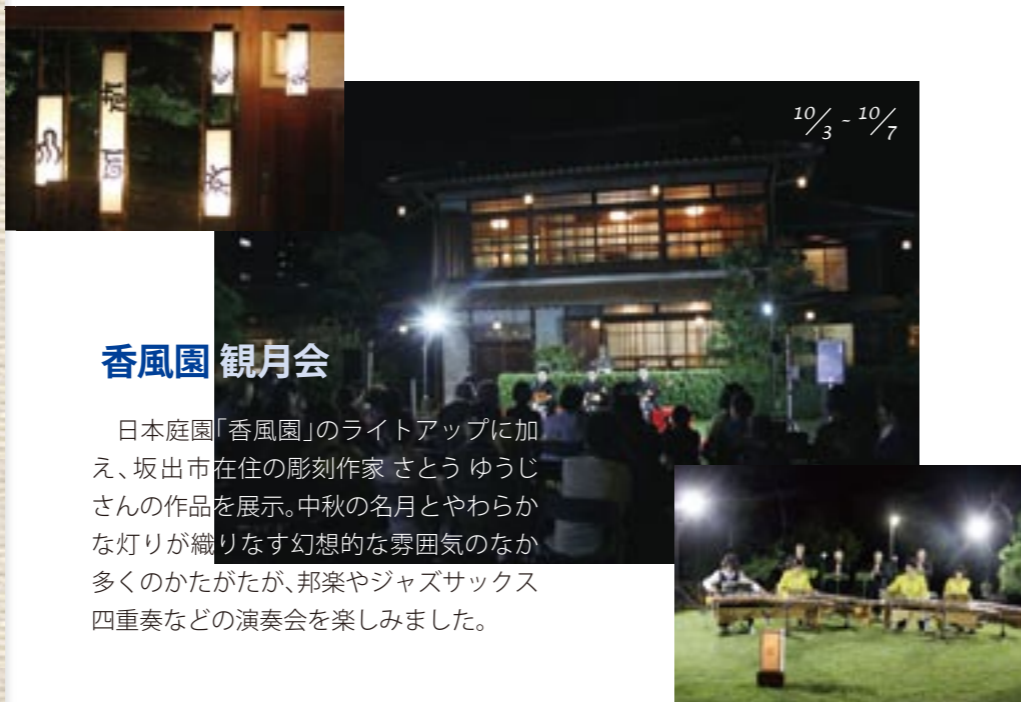 10/3 - 10/7
香風園 観月会
日本庭園「香風園」のライトアップに加
え、坂出市在住の彫刻作家 さとう ゆうじ
さんの作品を展示。中秋の名月とやわらか
な灯りが織りなす幻想的な雰囲気のなか
多くのかたがたが、邦楽やジャズサックス
四重奏などの演奏会を楽しみました。